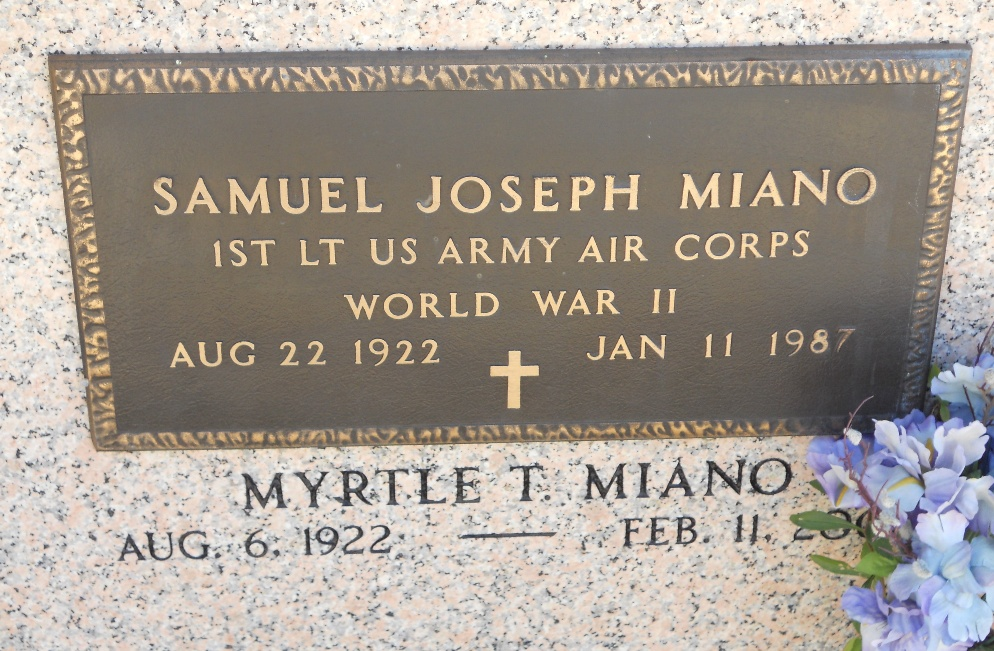 SAMUEL JOSEPH MIANO
1ST LT US ARMY AIR CORPS
WORLD WAR II
AUG 22 1922 JAN 11 1987
MYRTLE T. MIANO
AUG. 6, 1922 — FEB. 11,